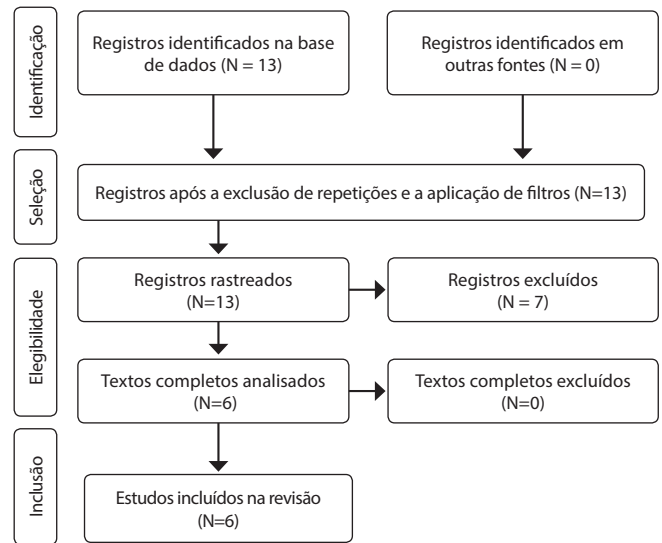 Identificação
Registros identificados na base
de dados (N = 13)
Registros identificados em
outras fontes (N = 0)
Seleção
Registros após a exclusão de repetições e a aplicação de filtros (N=13)
Elegibilidade
Registros rastreados
(N=13)
Registros excluídos
(N = 7)
Textos completos analisados
(N=6)
Textos completos excluídos
(N=0)
Inclusão
Estudos incluídos na revisão
(N=6)